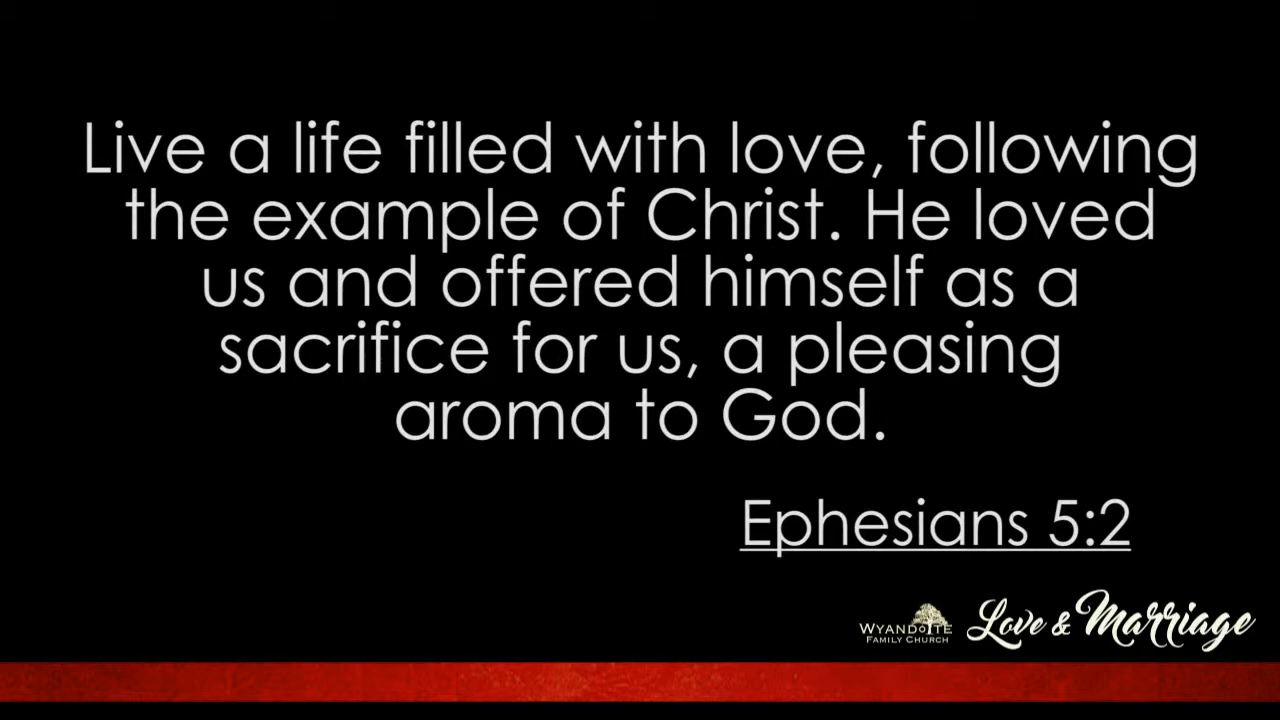 Live a life filled with love, following
the example of Christ. He loved
us and offered himself as a
sacrifice for us, a pleasing
aroma to God.
Ephesians 5:2
WYANDOTTE
FAMILY CHURCH
Love & Marriage